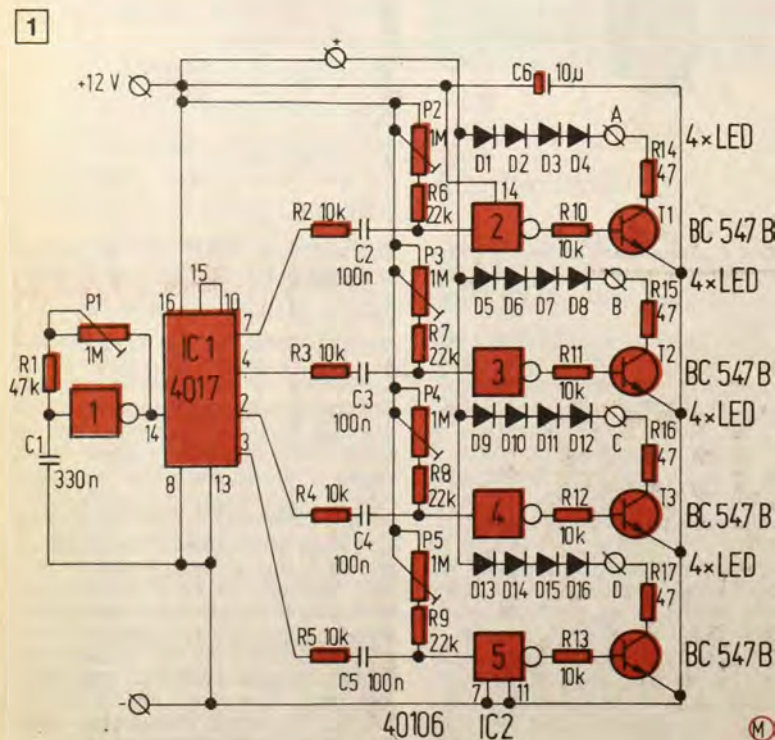 1
+12 V
+
C6 10µ
P2
1M
A
4×LED
D1 D2 D3 D4
R14
47
R6
22k
14
R2 10k
2
R10
10k
T1
BC 547 B
C2
100n
P3
1M
4×LED
D5 D6 D7 D8 B
R15
47
15
16 10
P1
1M
R1
47k
1
14
IC1
4017
7
4
2
3
8 13
C1
330n
R3 10k
R7
22k
3
R11
10k
T2
BC 547 B
C3
100n
P4
1M
4×LED
D9 D10 D11 D12 C
R16
47
R8
22k
R4 10k
4
R12
10k
T3
BC 547 B
C4
100n
P5
1M
4×LED
D13 D14 D15 D16 D
R17
47
R9
22k
R5 10k
5
R13
10k
BC 547 B
C5 100n
7 11
-
40106 IC2
M